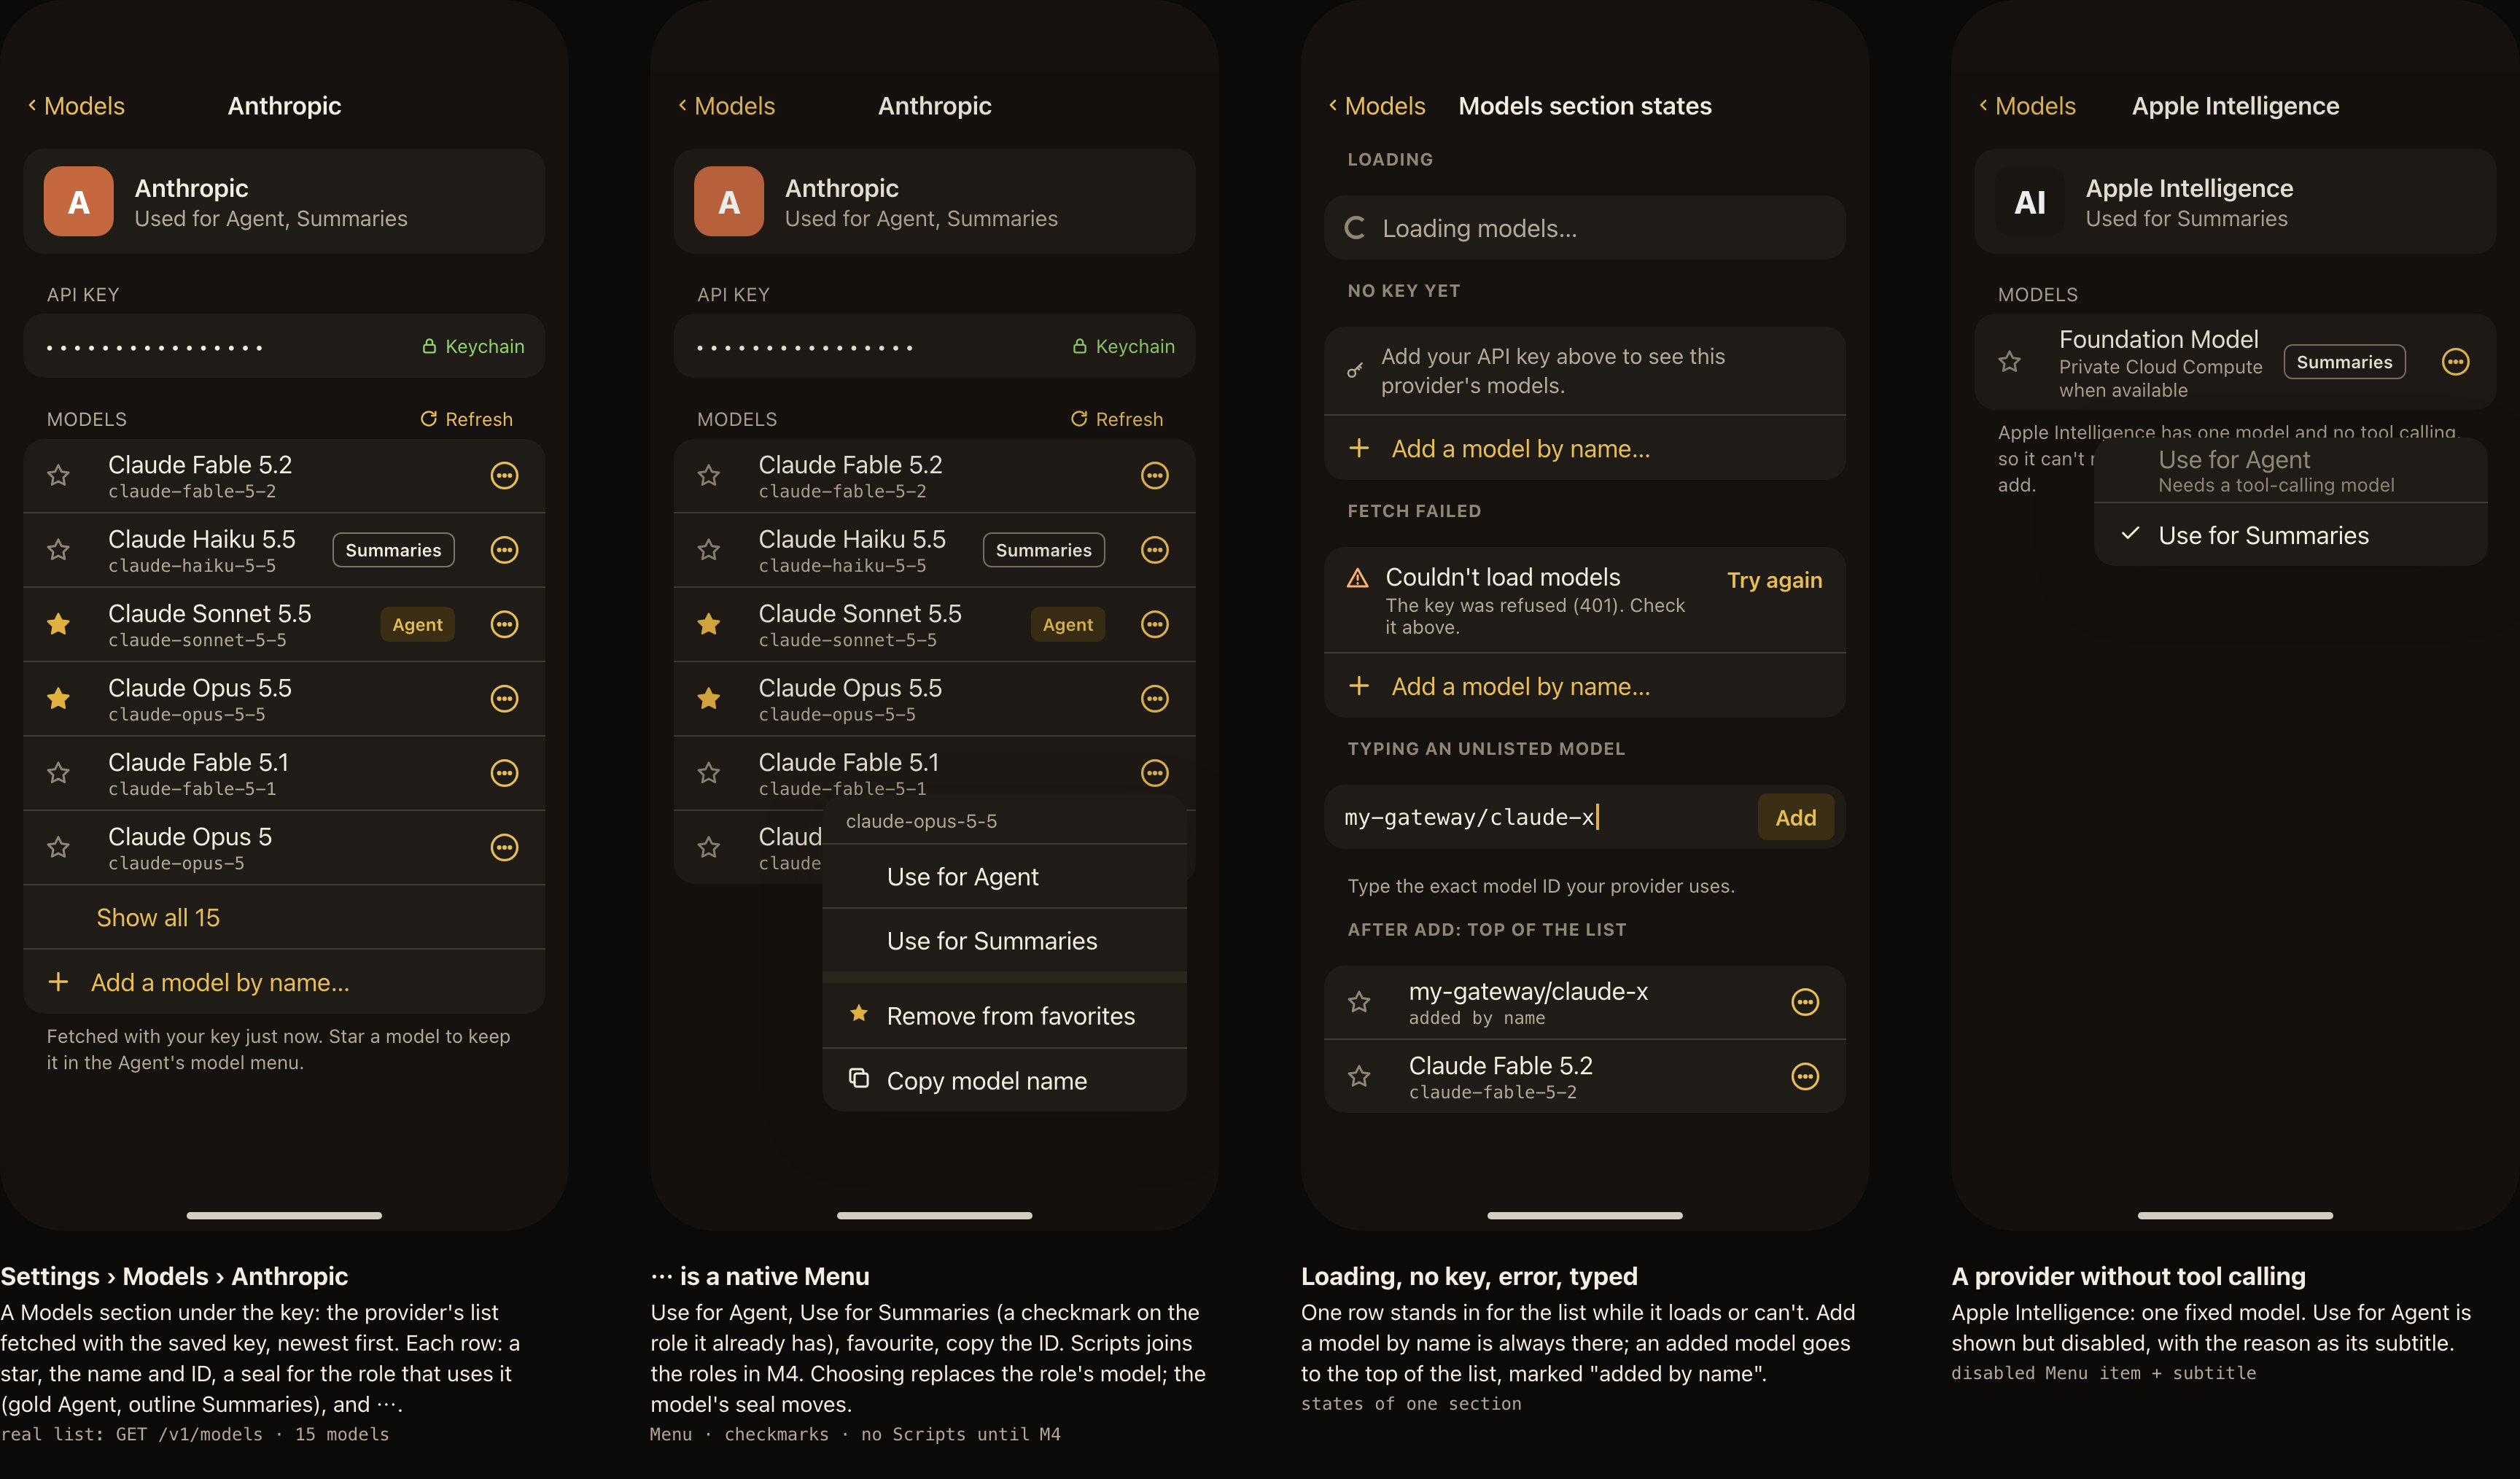 Models
Anthropic
A
Anthropic
Used for Agent, Summaries
API KEY
••••••••••••••••
Keychain
MODELS
Refresh
Claude Fable 5.2
claude-fable-5-2
Claude Haiku 5.5
claude-haiku-5-5
Summaries
Claude Sonnet 5.5
claude-sonnet-5-5
Agent
Claude Opus 5.5
claude-opus-5-5
Claude Fable 5.1
claude-fable-5-1
Claude Opus 5
claude-opus-5
Show all 15
Add a model by name...
Fetched with your key just now. Star a model to keep
it in the Agent's model menu.
Settings › Models › Anthropic
A Models section under the key: the provider's list
fetched with the saved key, newest first. Each row: a
star, the name and ID, a seal for the role that uses it
(gold Agent, outline Summaries), and ···.
real list: GET /v1/models · 15 models
Models
Anthropic
A
Anthropic
Used for Agent, Summaries
API KEY
••••••••••••••••
Keychain
MODELS
Refresh
Claude Fable 5.2
claude-fable-5-2
Claude Haiku 5.5
claude-haiku-5-5
Summaries
Claude Sonnet 5.5
claude-sonnet-5-5
Agent
Claude Opus 5.5
claude-opus-5-5
Claude Fable 5.1
claude-fable-5-1
Claud
claude
claude-opus-5-5
Use for Agent
Use for Summaries
Remove from favorites
Copy model name
··· is a native Menu
Use for Agent, Use for Summaries (a checkmark on the
role it already has), favourite, copy the ID. Scripts joins
the roles in M4. Choosing replaces the role's model; the
model's seal moves.
Menu · checkmarks · no Scripts until M4
Models
Models section states
LOADING
Loading models...
NO KEY YET
Add your API key above to see this
provider's models.
Add a model by name...
FETCH FAILED
Couldn't load models
Try again
The key was refused (401). Check
it above.
Add a model by name...
TYPING AN UNLISTED MODEL
my-gateway/claude-x
Add
Type the exact model ID your provider uses.
AFTER ADD: TOP OF THE LIST
my-gateway/claude-x
added by name
Claude Fable 5.2
claude-fable-5-2
Loading, no key, error, typed
One row stands in for the list while it loads or can't. Add
a model by name is always there; an added model goes
to the top of the list, marked "added by name".
states of one section
Models
Apple Intelligence
AI
Apple Intelligence
Used for Summaries
MODELS
Foundation Model
Private Cloud Compute
when available
Summaries
Apple Intelligence has one model and no tool calling,
so it can't
add.
Use for Agent
Needs a tool-calling model
Use for Summaries
A provider without tool calling
Apple Intelligence: one fixed model. Use for Agent is
shown but disabled, with the reason as its subtitle.
disabled Menu item + subtitle